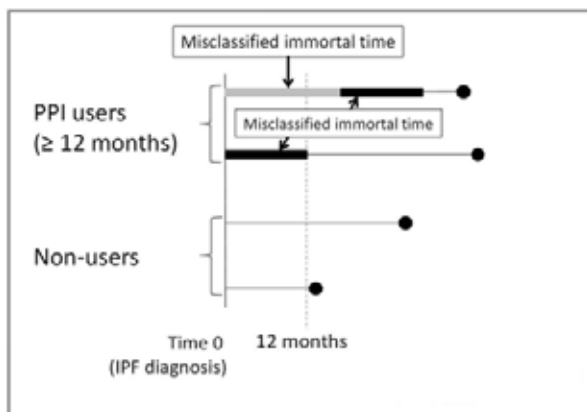 Misclassified immortal time
PPI users
(≥ 12 months)
Misclassified immortal time
Non-users
Time 0
(IPF diagnosis)
12 months